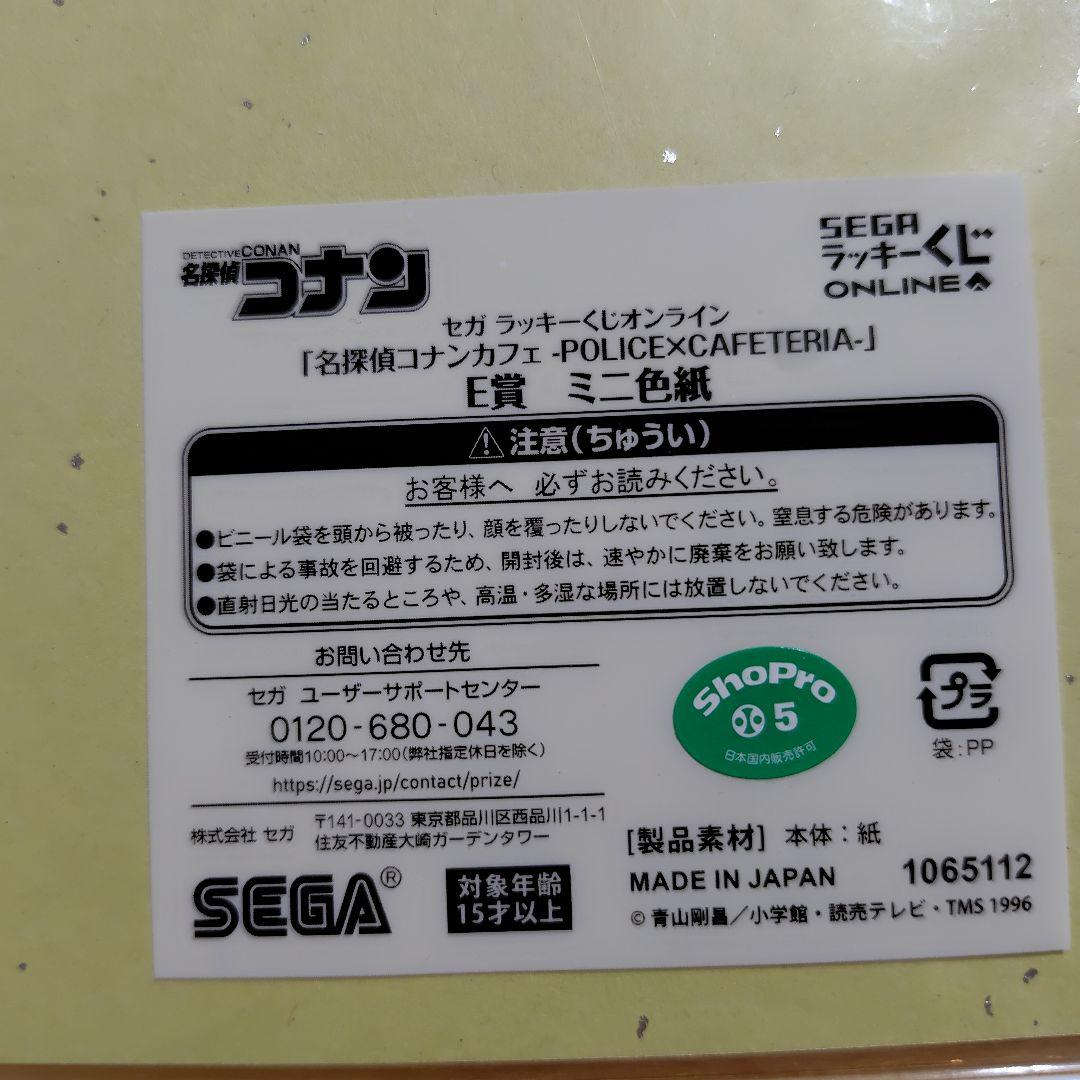 DETECTIVE CONAN
名探偵コナン
SEGA
ラッキーくじ
ONLINE
セガ ラッキーくじオンライン
「名探偵コナンカフェ -POLICE×CAFETERIA-」
E賞 ミニ色紙
注意(ちゅうい)
お客様へ 必ずお読みください。
●ビニール袋を頭から被ったり、顔を覆ったりしないでください。窒息する危険があります。
●袋による事故を回避するため、開封後は、速やかに廃棄をお願い致します。
●直射日光の当たるところや、高温・多湿な場所には放置しないでください。
お問い合わせ先
セガ ユーザーサポートセンター
0120-680-043
受付時間10:00～17:00(弊社指定休日を除く)
https://sega.jp/contact/prize/
株式会社 セガ
〒141-0033 東京都品川区西品川1-1-1
住友不動産大崎ガーデンタワー
SEGA®
対象年齢
15才以上
ShoPro
5
日本国内販売許可
プラ
袋:PP
[製品素材] 本体:紙
MADE IN JAPAN 1065112
© 青山剛昌／小学館・読売テレビ・TMS 1996